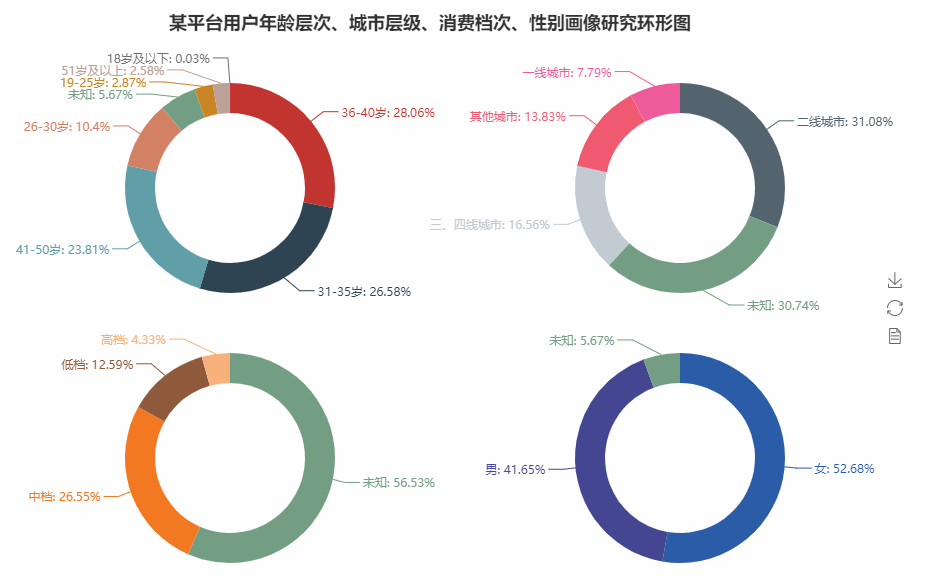 某平台用户年龄层次、城市层级、消费档次、性别画像研究环形图
18岁及以下: 0.03%
51岁及以上: 2.58%
19-25岁: 2.87%
未知: 5.67%
26-30岁: 10.4%
36-40岁: 28.06%
41-50岁: 23.81%
31-35岁: 26.58%
一线城市: 7.79%
其他城市: 13.83%
二线城市: 31.08%
三、四线城市: 16.56%
未知: 30.74%
高档: 4.33%
低档: 12.59%
中档: 26.55%
未知: 56.53%
未知: 5.67%
男: 41.65%
女: 52.68%